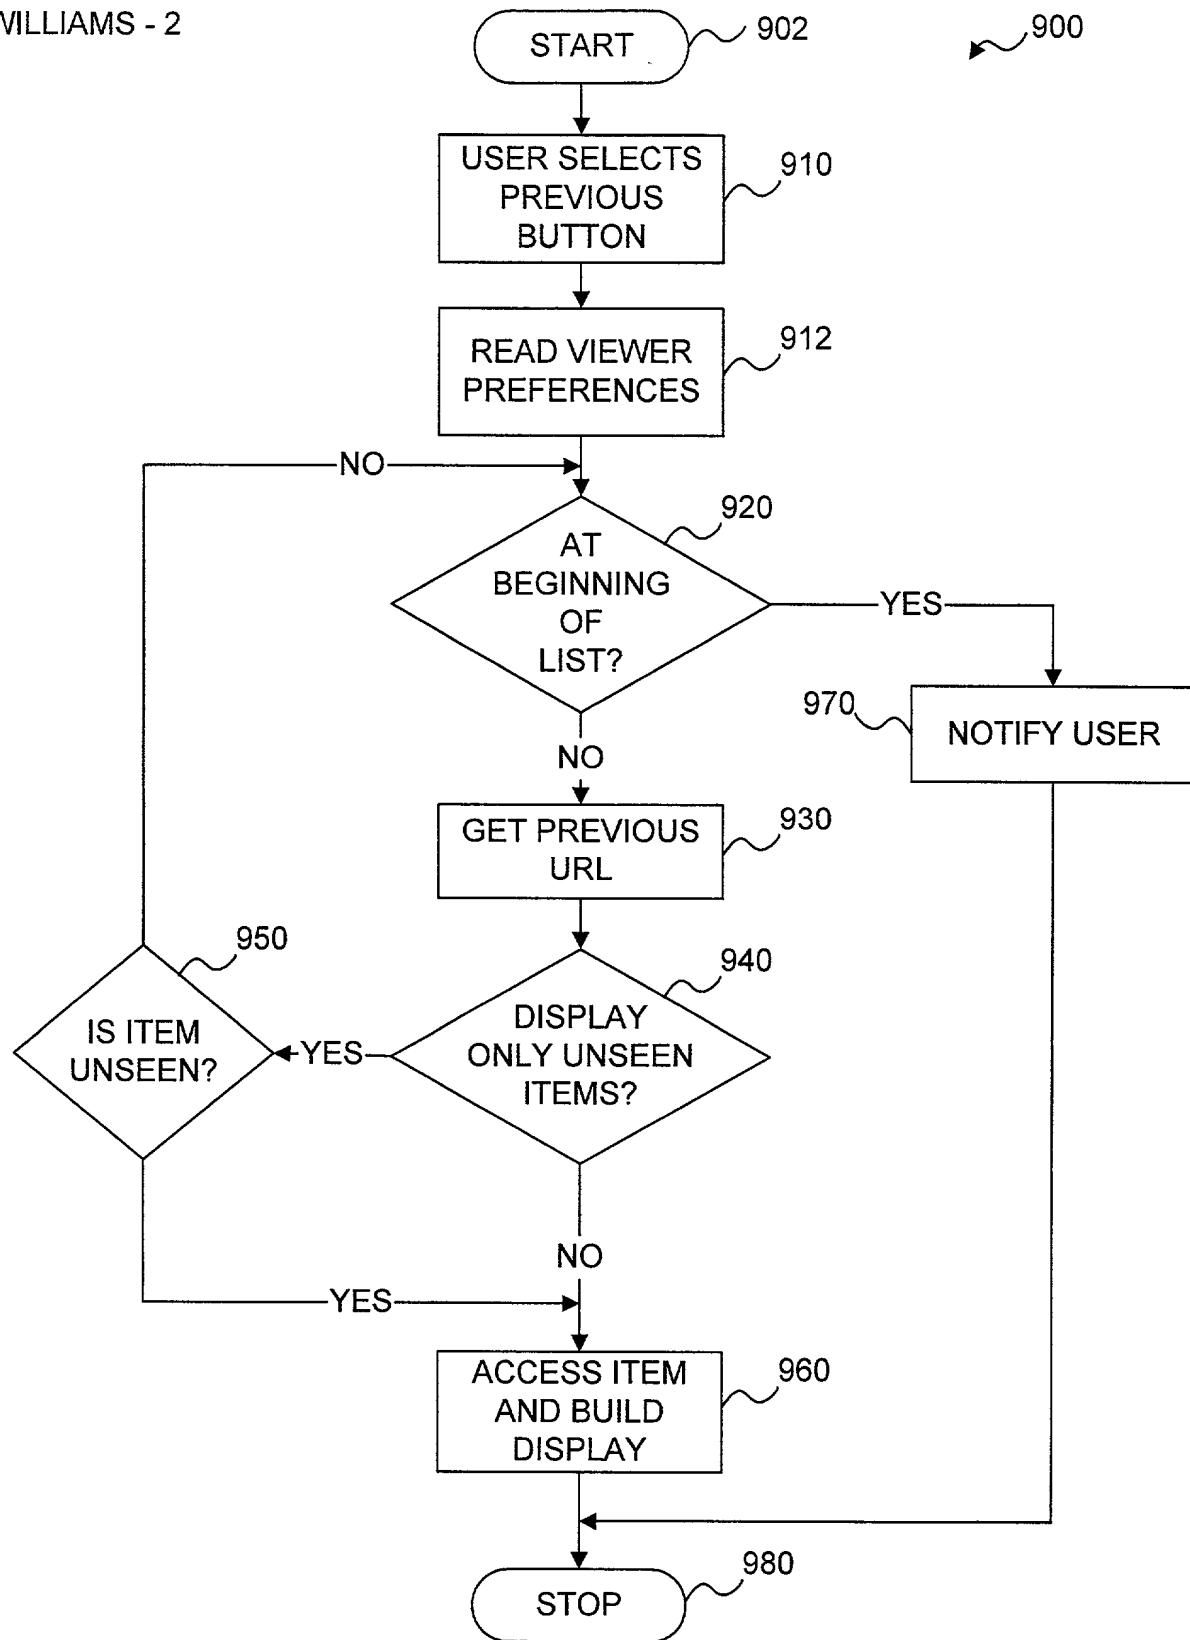 WILLIAMS - 2
START
902
900
USER SELECTS
PREVIOUS
BUTTON
910
READ VIEWER
PREFERENCES
912
NO
AT
BEGINNING
OF
LIST?
920
YES
970
NOTIFY USER
NO
GET PREVIOUS
URL
930
950
IS ITEM
UNSEEN?
YES
DISPLAY
ONLY UNSEEN
ITEMS?
940
NO
YES
ACCESS ITEM
AND BUILD
DISPLAY
960
STOP
980